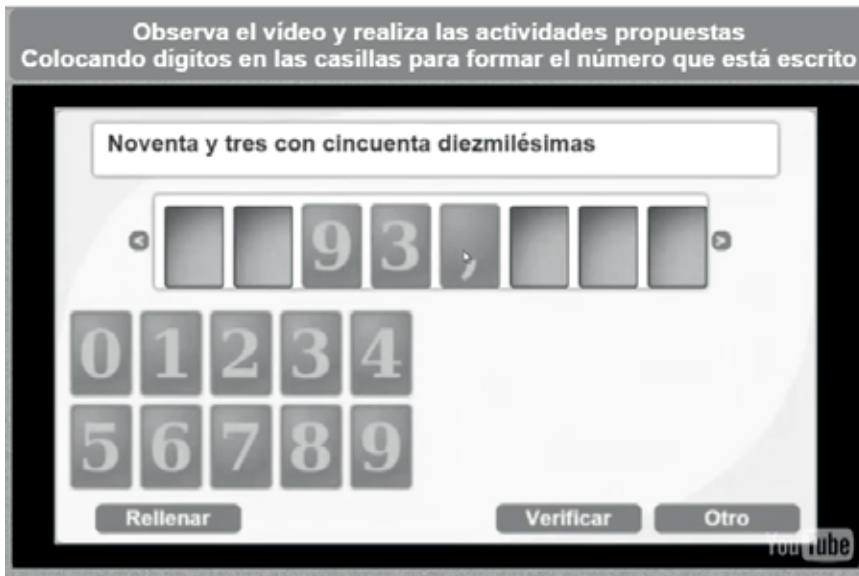 Observa el vídeo y realiza las actividades propuestas
Colocando dígitos en las casillas para formar el número que está escrito
Noventa y tres con cincuenta diezmilésimas
< 9 3 , >
0 1 2 3 4
5 6 7 8 9
Rellenar Verificar Otro
YouTube